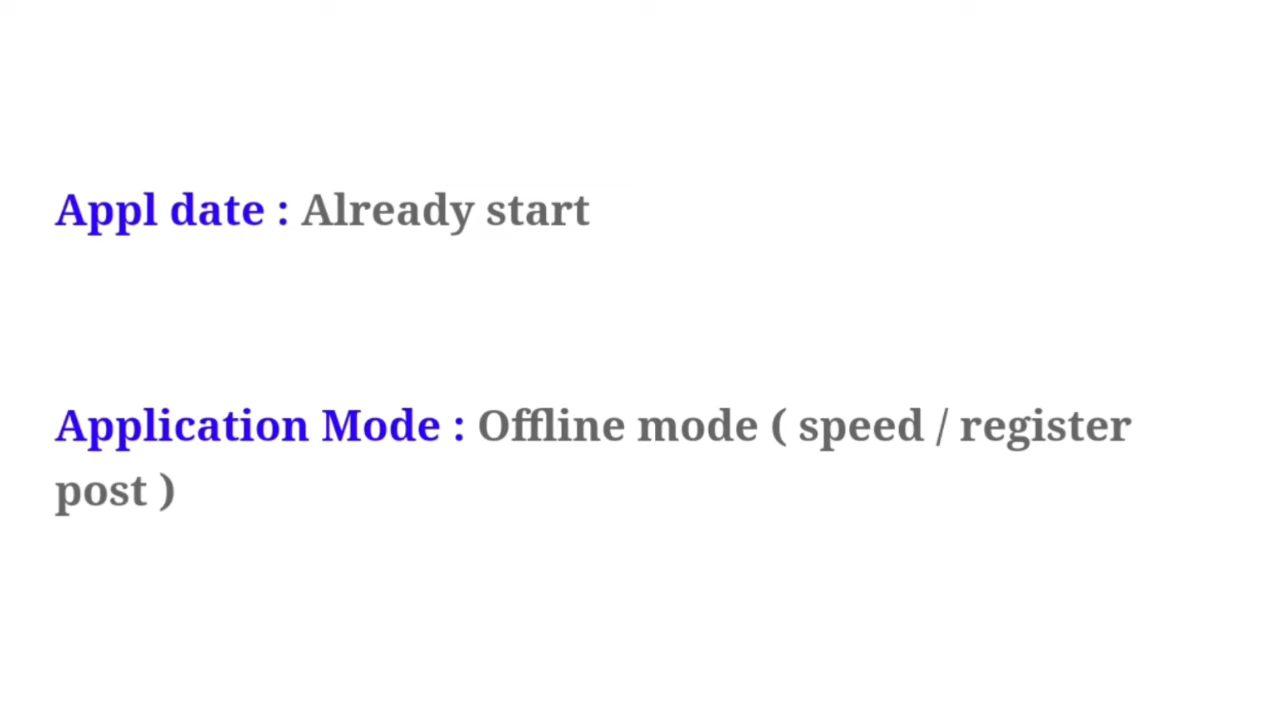 Appl date : Already start
Application Mode : Offline mode ( speed / register
post )